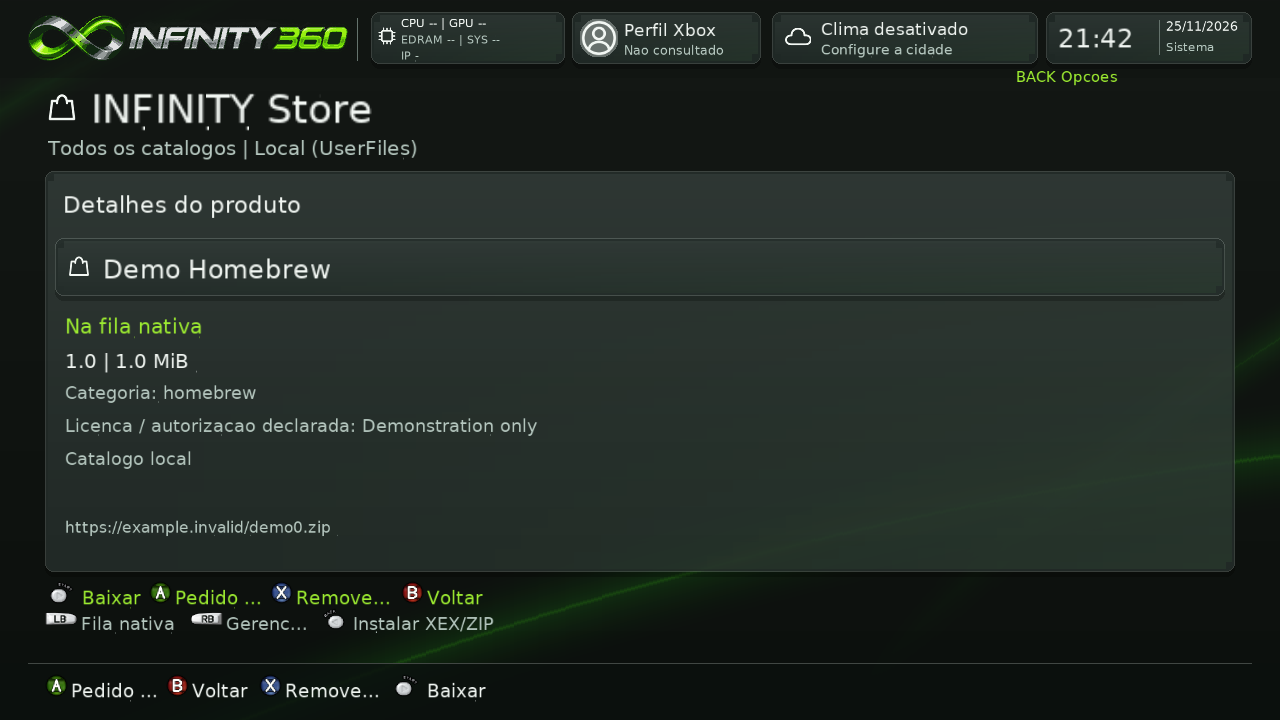 INFINITY 360
CPU -- | GPU --
EDRAM -- | SYS --
IP -
Perfil Xbox
Nao consultado
Clima desativado
Configure a cidade
21:42
25/11/2026
Sistema
BACK Opcoes
INFINITY Store
Todos os catalogos | Local (UserFiles)
Detalhes do produto
Demo Homebrew
Na fila nativa
1.0 | 1.0 MiB
Categoria: homebrew
Licenca / autorizacao declarada: Demonstration only
Catalogo local
https://example.invalid/demo0.zip
Baixar A Pedido ... X Remove... B Voltar
LB Fila nativa RB Gerenc... Instalar XEX/ZIP
A Pedido ... B Voltar X Remove... Baixar